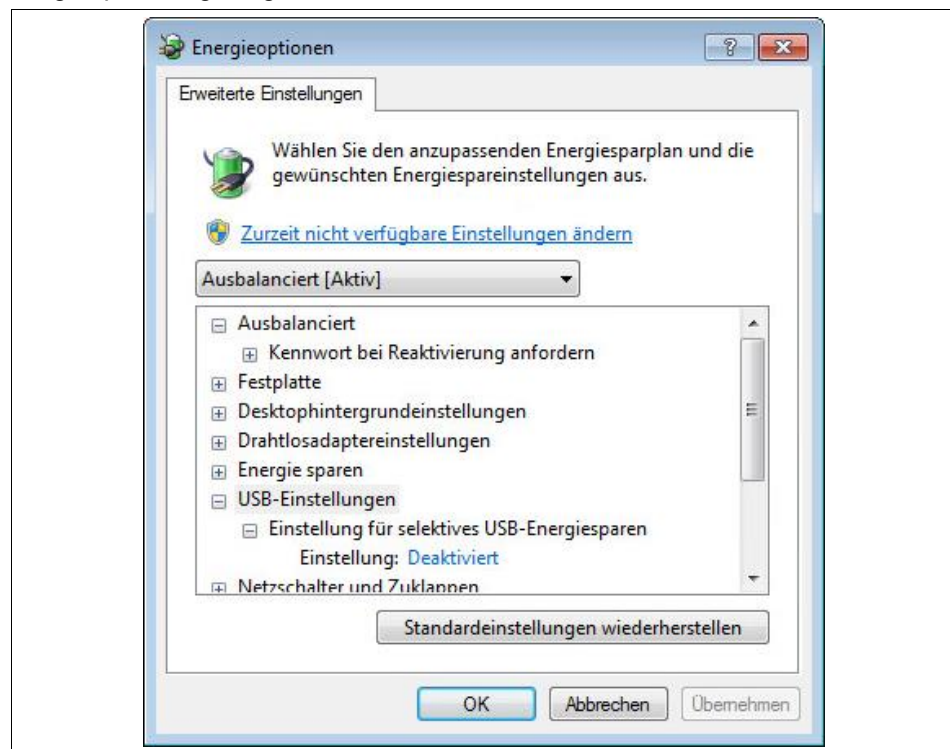 Energieoptionen
Erweiterte Einstellungen
Wählen Sie den anzupassenden Energiesparplan und die
gewünschten Energiespareinstellungen aus.
Zurzeit nicht verfügbare Einstellungen ändern
Ausbalanciert [Aktiv]
Ausbalanciert
Kennwort bei Reaktivierung anfordern
Festplatte
Desktophintergrundeinstellungen
Drahtlosadaptereinstellungen
Energie sparen
USB-Einstellungen
Einstellung für selektives USB-Energiesparen
Einstellung: Deaktiviert
Netzschalter und Zuklappen
Standardeinstellungen wiederherstellen
OK Abbrechen Übernehmen